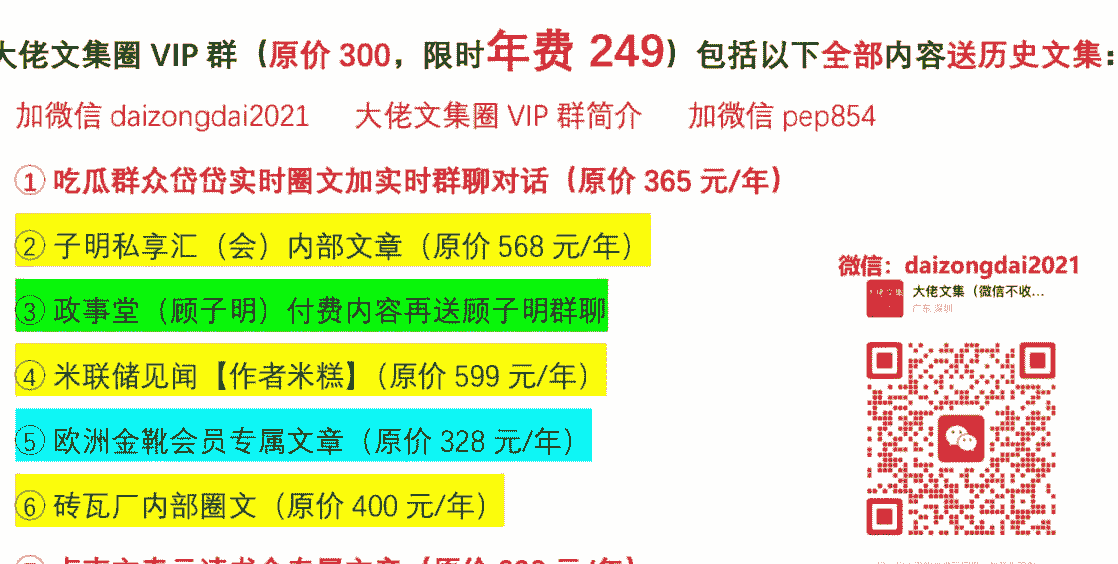 大佬文集圈 VIP 群（原价 300，限时年费 249）包括以下全部内容送历史文集：
加微信 daizongdai2021 大佬文集圈 VIP 群简介 加微信 pep854
① 吃瓜群众岱岱实时圈文加实时群聊对话（原价 365 元/年）
② 子明私享汇（会）内部文章（原价 568 元/年）
③ 政事堂（顾子明）付费内容再送顾子明群聊
④ 米联储见闻【作者米糕】（原价 599 元/年）
⑤ 欧洲金靴会员专属文章（原价 328 元/年）
⑥ 砖瓦厂内部圈文（原价 400 元/年）
微信：daizongdai2021
大佬文集（微信不收...
广东 深圳